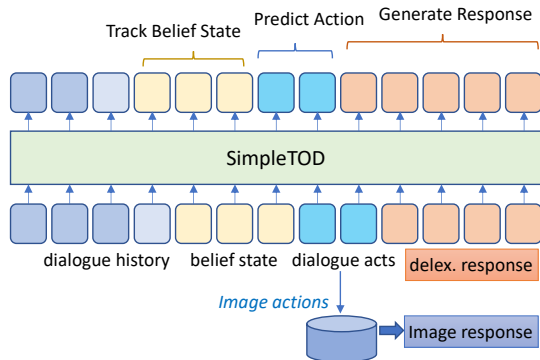 Track Belief State
Predict Action
Generate Response
SimpleTOD
dialogue history
belief state
dialogue acts
delex. response
Image actions
Image response